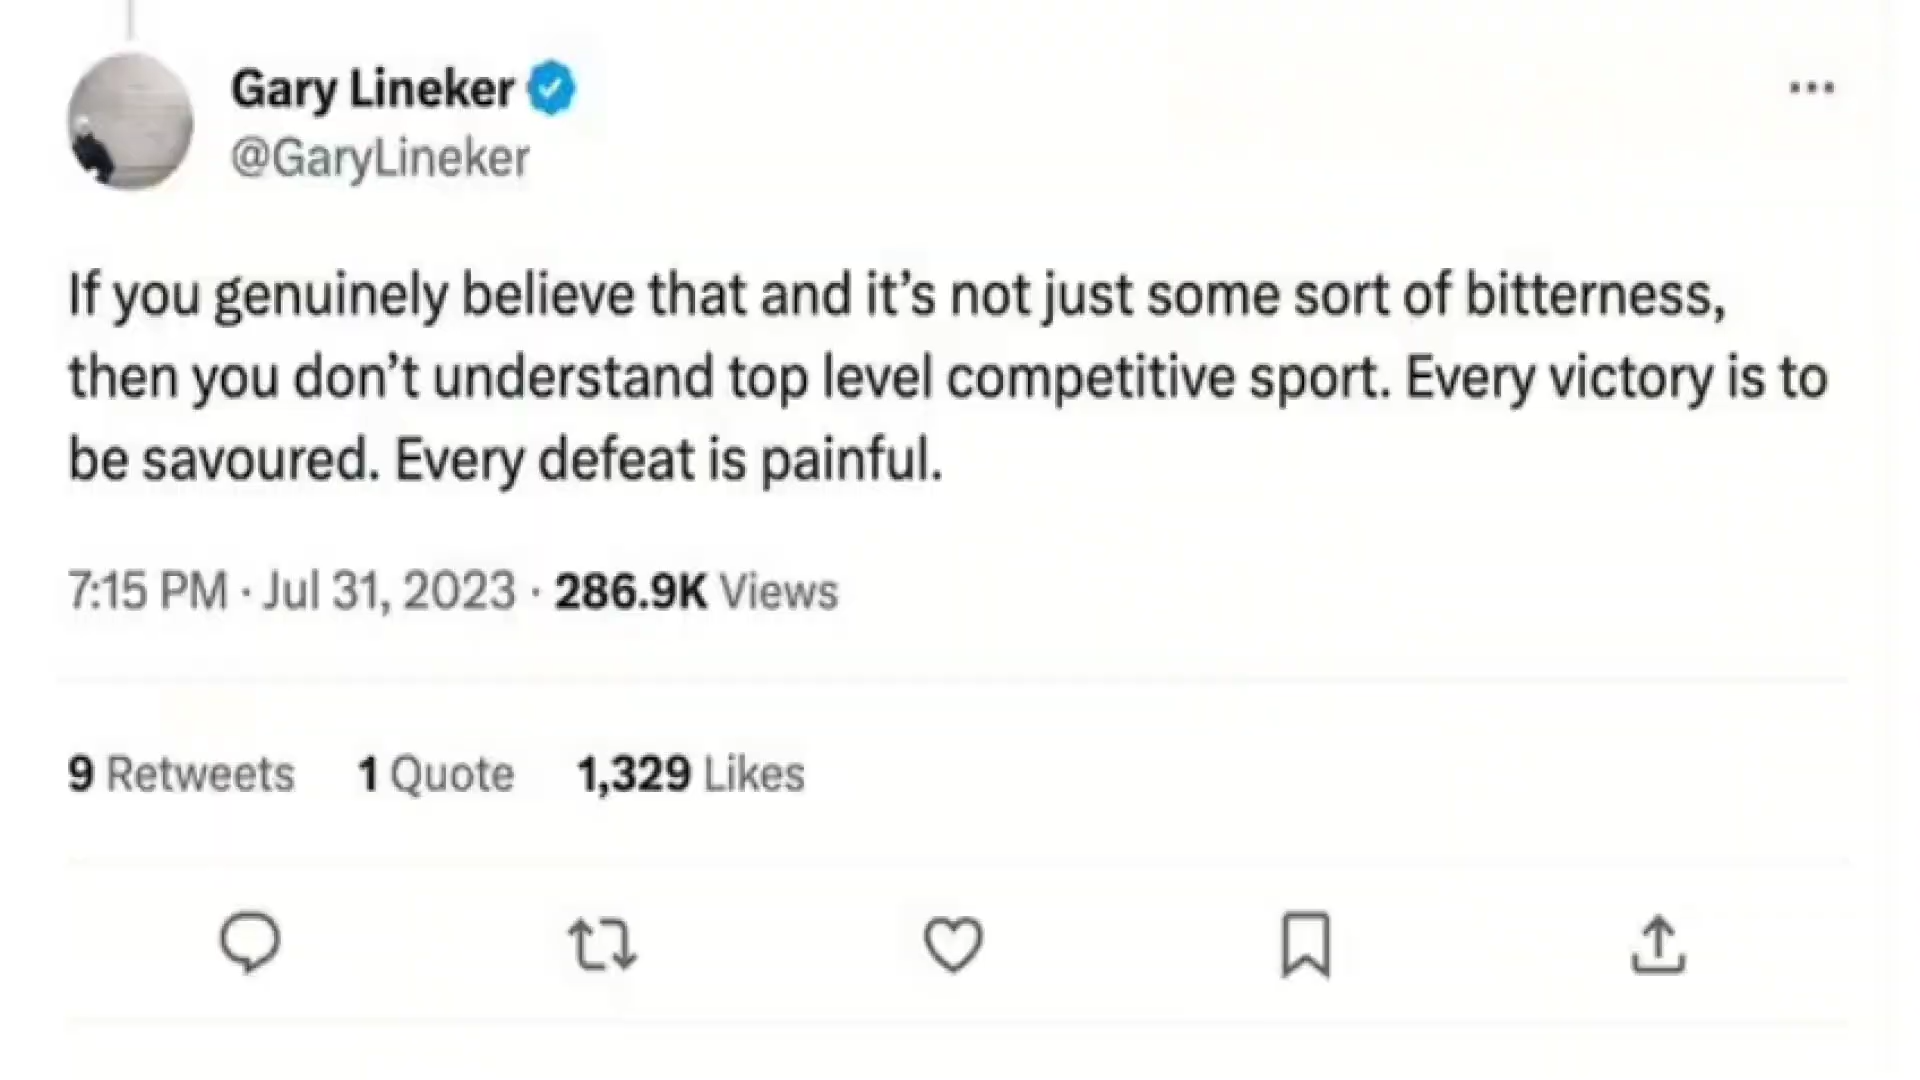 Gary Lineker
@GaryLineker
If you genuinely believe that and it’s not just some sort of bitterness,
then you don’t understand top level competitive sport. Every victory is to
be savoured. Every defeat is painful.
7:15 PM · Jul 31, 2023 · 286.9K Views
9 Retweets 1 Quote 1,329 Likes